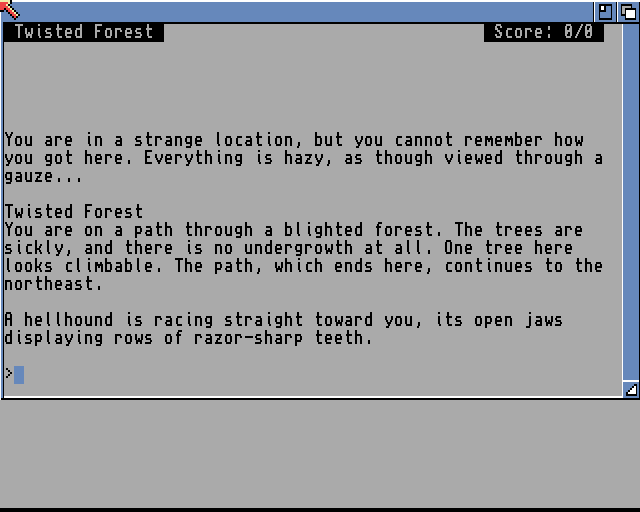 Twisted Forest Score: 0/0
You are in a strange location, but you cannot remember how
you got here. Everything is hazy, as though viewed through a
gauze...
Twisted Forest
You are on a path through a blighted forest. The trees are
sickly, and there is no undergrowth at all. One tree here
looks climbable. The path, which ends here, continues to the
northeast.
A hellhound is racing straight toward you, its open jaws
displaying rows of razor-sharp teeth.
>